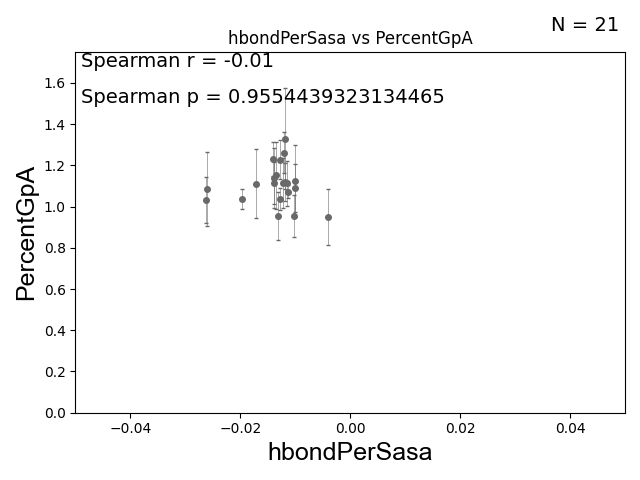 N = 21
hbondPerSasa vs PercentGpA
Spearman r = -0.01
Spearman p = 0.9554439323134465
PercentGpA
1.6
1.4
1.2
1.0
0.8
0.6
0.4
0.2
0.0
−0.04
−0.02
0.00
0.02
0.04
hbondPerSasa